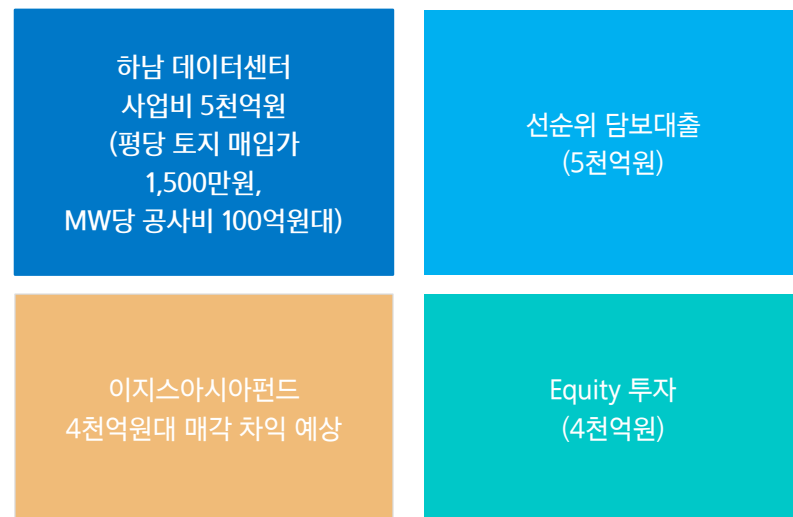 하남 데이터센터
사업비 5천억원
(평당 토지 매입가
1,500만원,
MW당 공사비 100억원대)
선순위 담보대출
(5천억원)
이지스아시아펀드
4천억원대 매각 차익 예상
Equity 투자
(4천억원)